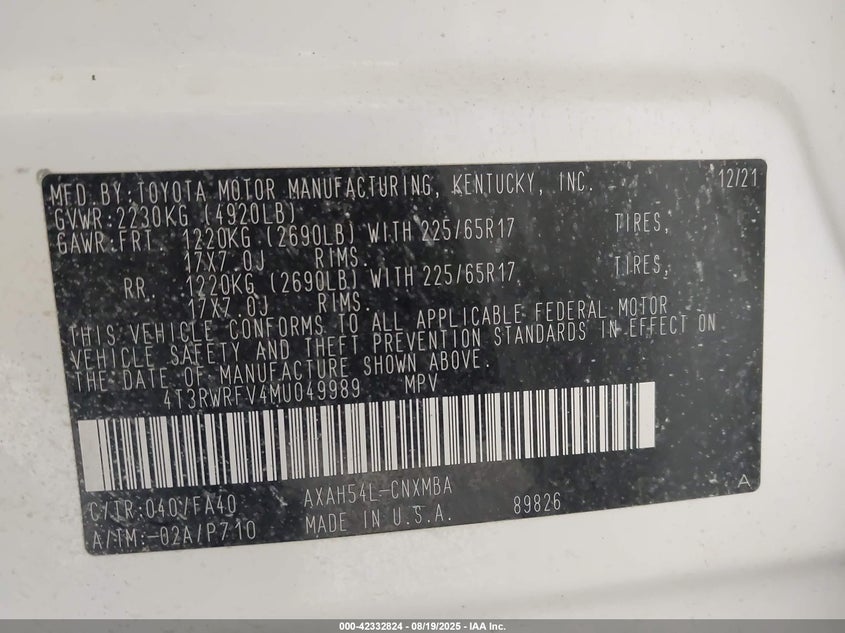 MFD.BY:TOYOTA MOTOR MANUFACTURING, KENTUCKY, INC. 12/21
GVWR:2230KG (4920LB)
GAWR:FRT 1220KG (2690LB) WITH 225/65R17 TIRES,
17X7.0J RIMS.
RR. 1220KG (2690LB) WITH 225/65R17 TIRES,
17X7.0J RIMS.
THIS VEHICLE CONFORMS TO ALL APPLICABLE FEDERAL MOTOR
VEHICLE SAFETY AND THEFT PREVENTION STANDARDS IN EFFECT ON
THE DATE OF MANUFACTURE SHOWN ABOVE.
4T3RWRFV4MU049989 MPV
C/TR:040/FA40 AXAH54L-CNXMBA A
A/TM:-02A/P710 MADE IN U.S.A. 89826
000-42332824 - 08/19/2025 - IAA Inc.